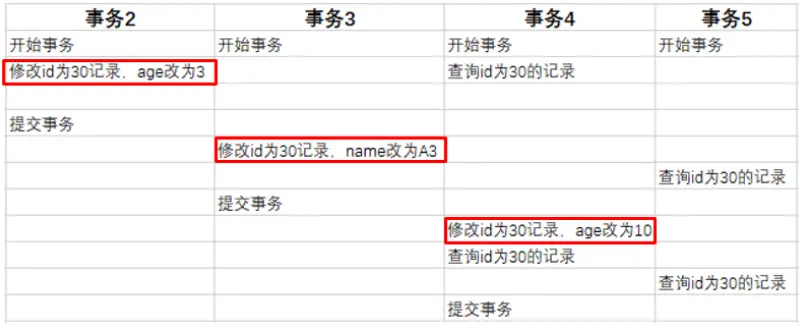 事务2 事务3 事务4 事务5
开始事务 开始事务 开始事务 开始事务
修改id为30记录，age改为3 查询id为30的记录
提交事务
修改id为30记录，name改为A3
查询id为30的记录
提交事务
修改id为30记录，age改为10
查询id为30的记录
查询id为30的记录
提交事务